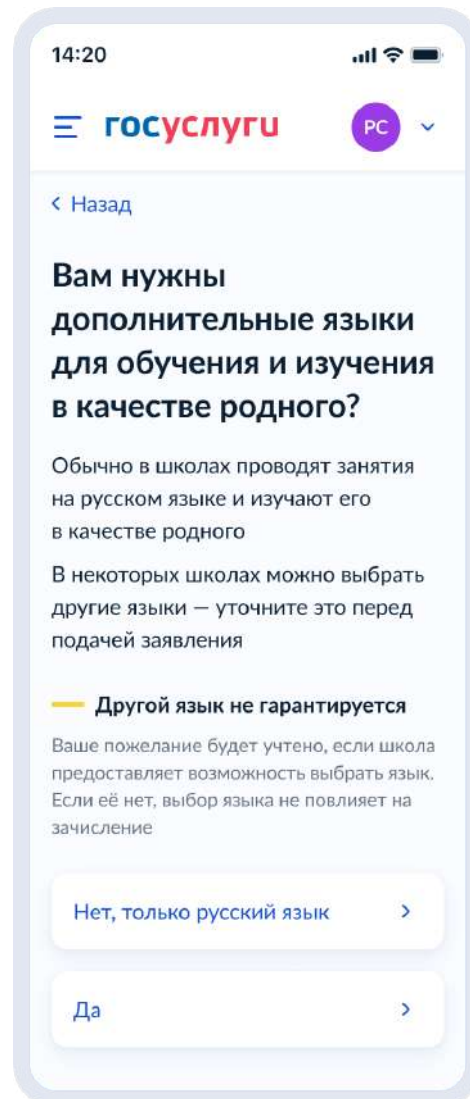 14:20
госуслуги
РС
Назад
Вам нужны
дополнительные языки
для обучения и изучения
в качестве родного?
Обычно в школах проводят занятия
на русском языке и изучают его
в качестве родного
В некоторых школах можно выбрать
другие языки — уточните это перед
подачей заявления
Другой язык не гарантируется
Ваше пожелание будет учтено, если школа
предоставляет возможность выбрать язык.
Если её нет, выбор языка не повлияет на
зачисление
Нет, только русский язык
Да